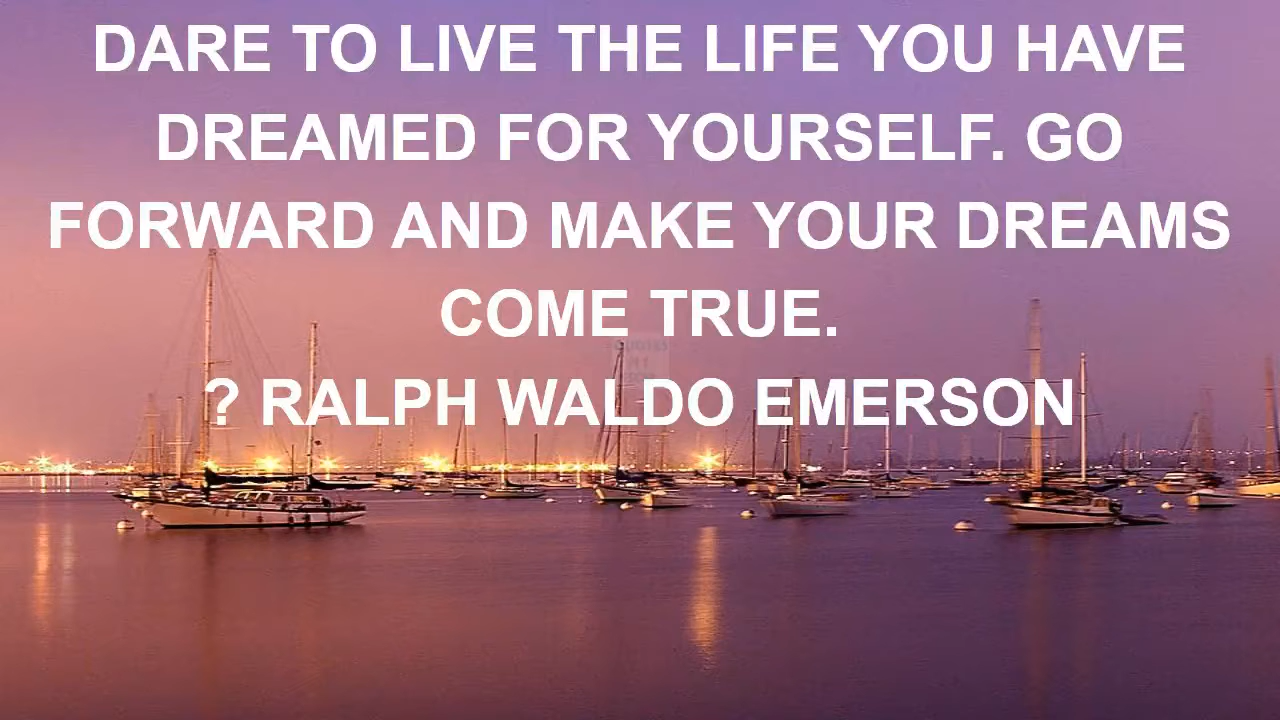 DARE TO LIVE THE LIFE YOU HAVE
DREAMED FOR YOURSELF. GO
FORWARD AND MAKE YOUR DREAMS
COME TRUE.
? RALPH WALDO EMERSON